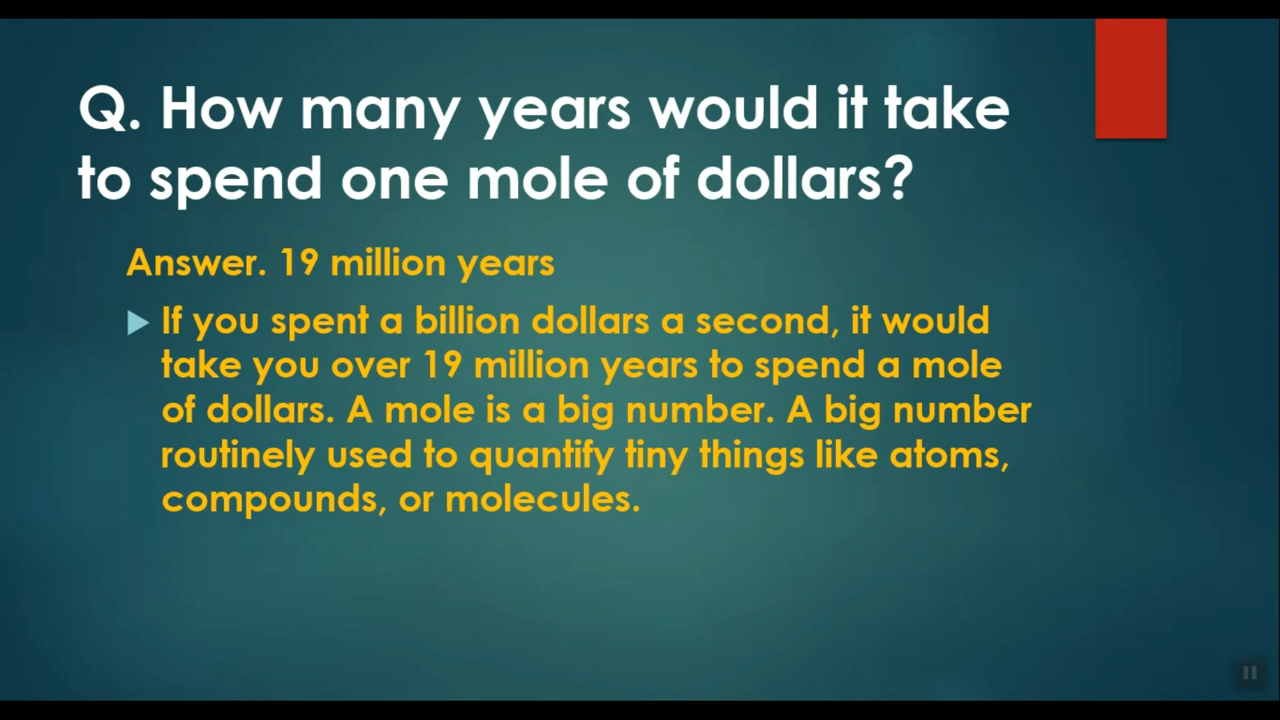 Q. How many years would it take
to spend one mole of dollars?
Answer. 19 million years
If you spent a billion dollars a second, it would
take you over 19 million years to spend a mole
of dollars. A mole is a big number. A big number
routinely used to quantify tiny things like atoms,
compounds, or molecules.